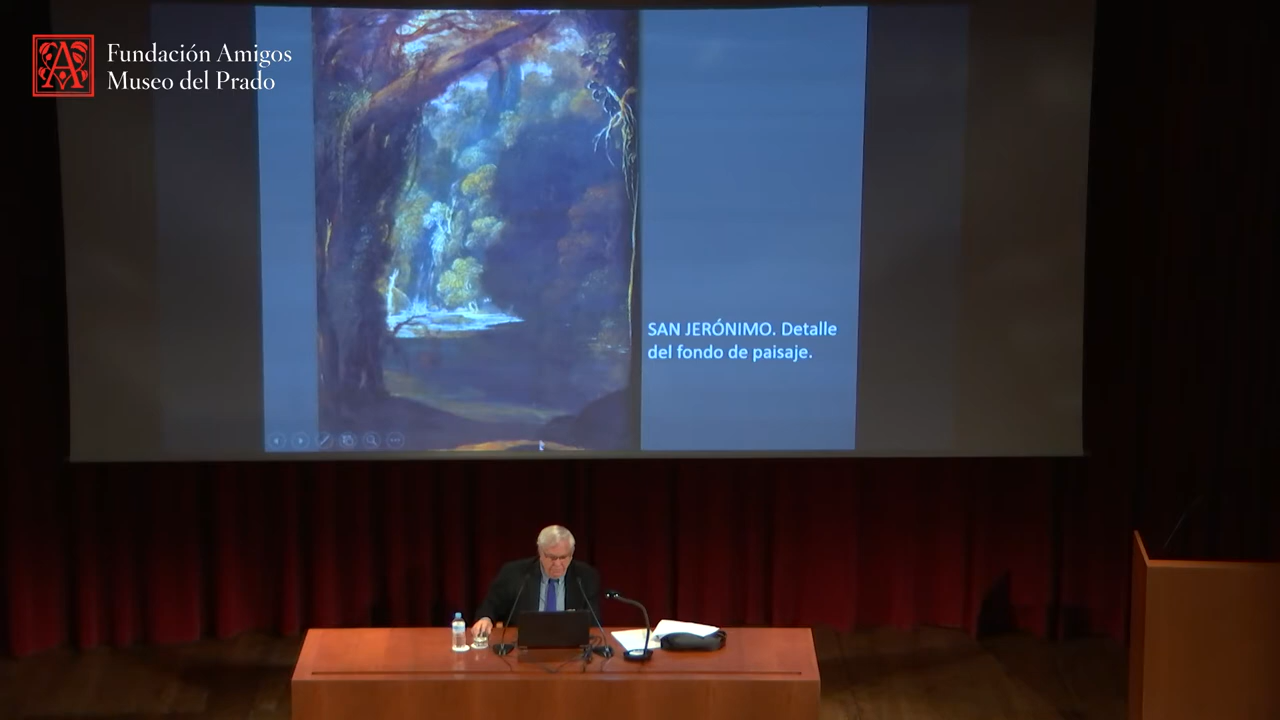 Fundación Amigos
Museo del Prado
SAN JERÓNIMO. Detalle
del fondo de paisaje.